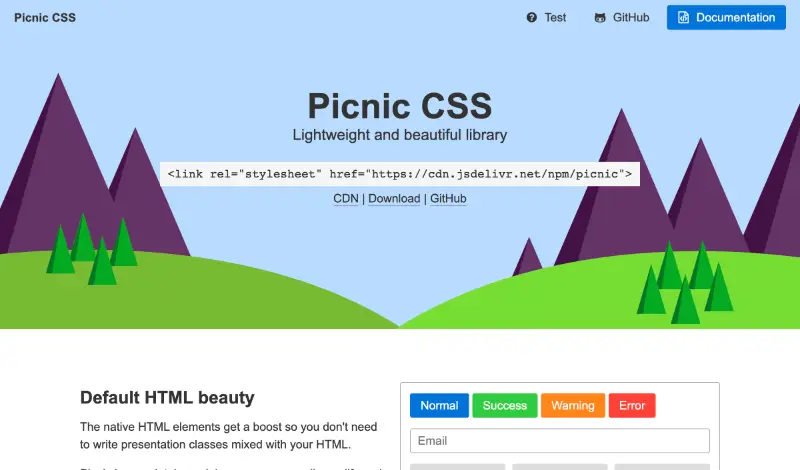 Picnic CSS
Test
GitHub
Documentation
Picnic CSS
Lightweight and beautiful library
<link rel="stylesheet" href="https://cdn.jsdelivr.net/npm/picnic">
CDN | Download | GitHub
Default HTML beauty
The native HTML elements get a boost so you don't need
to write presentation classes mixed with your HTML.
Normal
Success
Warning
Error
Email